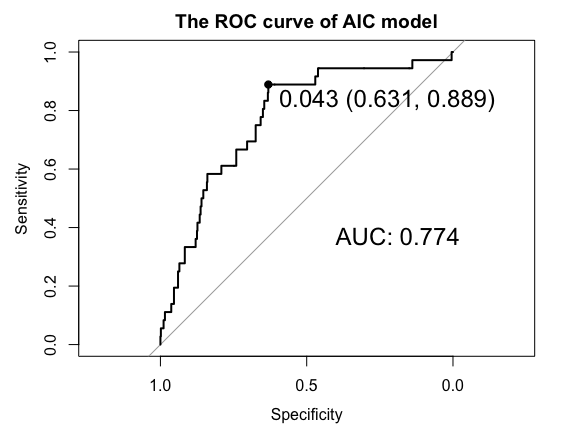 The ROC curve of AIC model
1.0
0.8
0.6
0.4
0.2
0.0
Sensitivity
0.043 (0.631, 0.889)
AUC: 0.774
1.0 0.5 0.0
Specificity